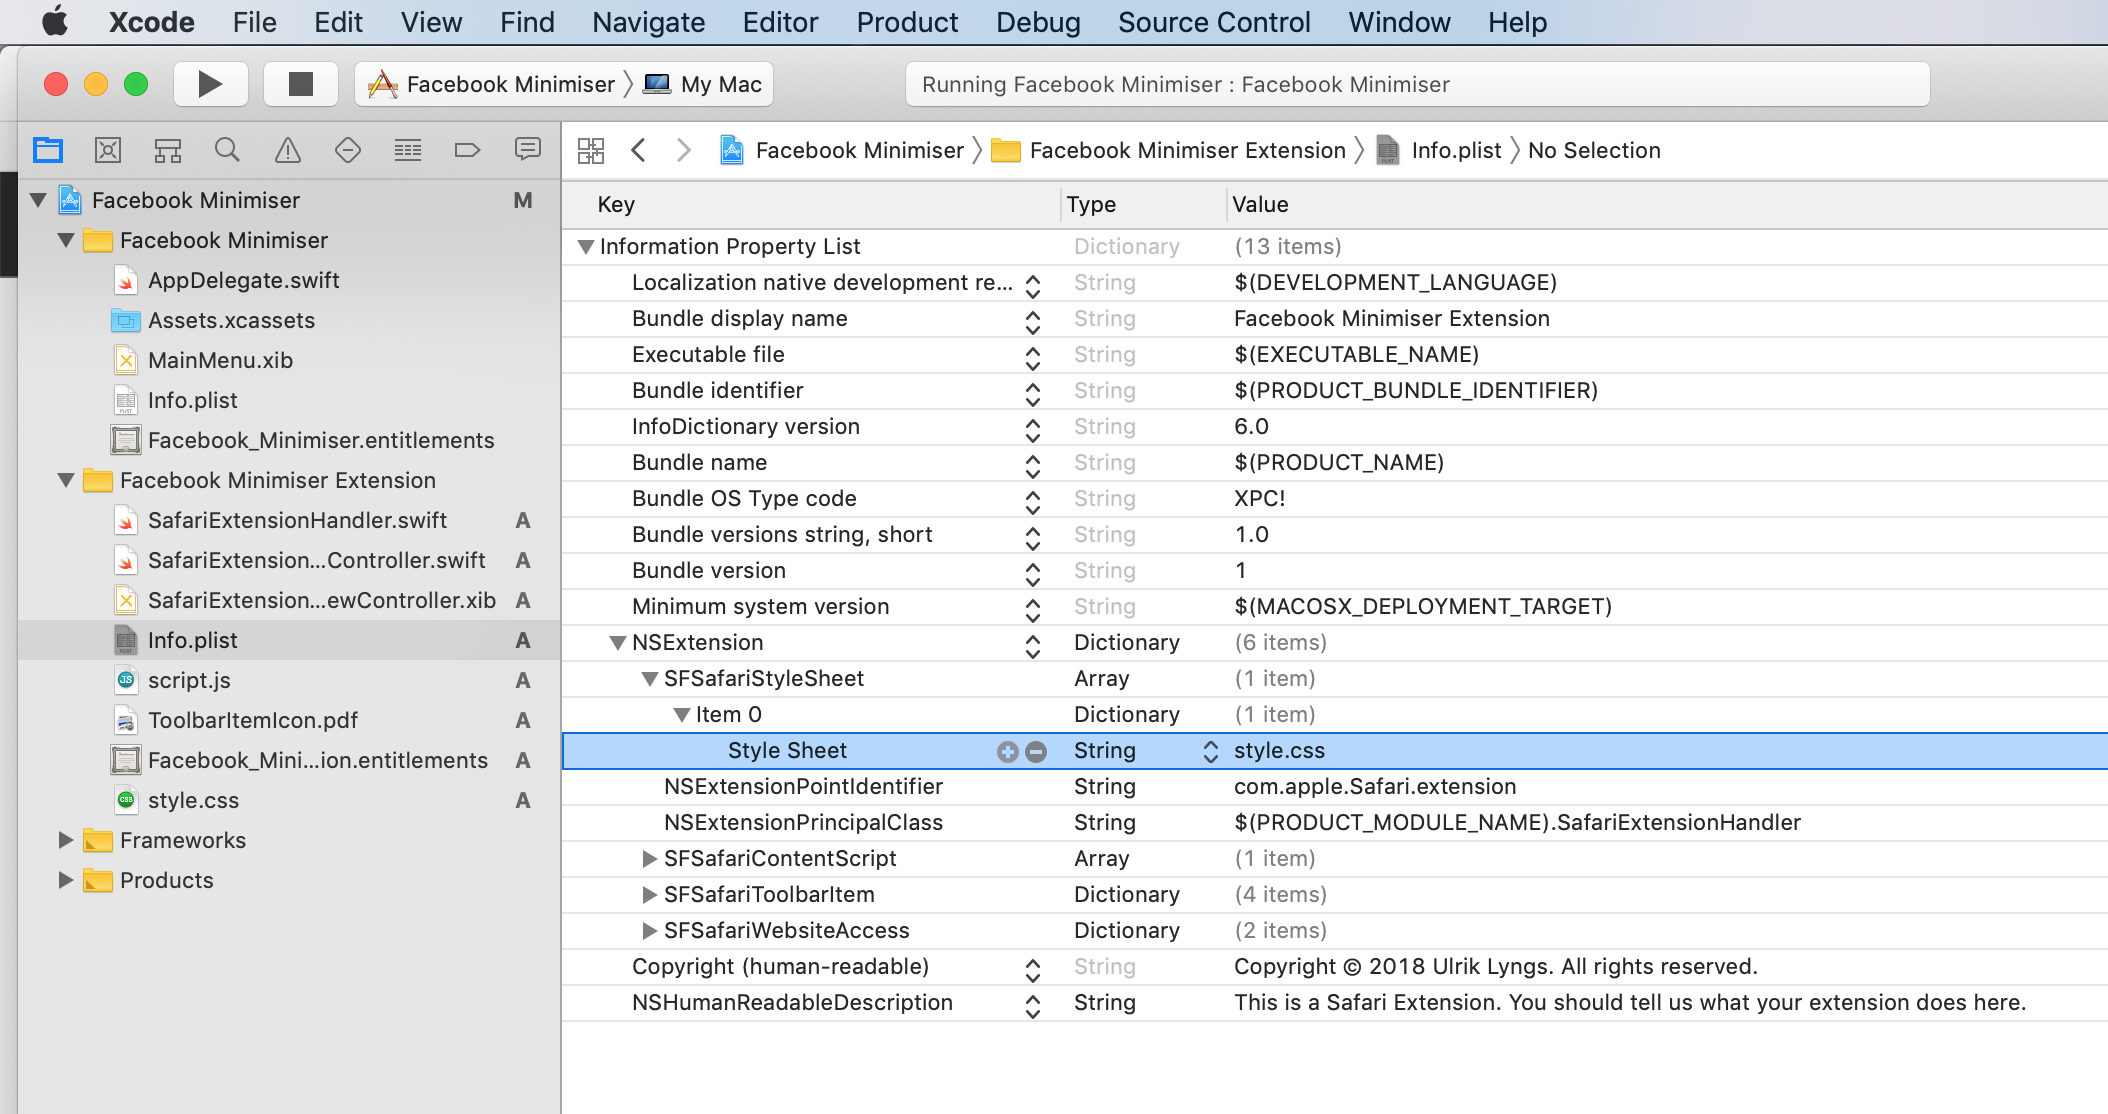 Xcode File Edit View Find Navigate Editor Product Debug Source Control Window Help
Facebook Minimiser My Mac Running Facebook Minimiser : Facebook Minimiser
Facebook Minimiser Facebook Minimiser Extension Info.plist No Selection
Facebook Minimiser M
Facebook Minimiser
AppDelegate.swift
Assets.xcassets
MainMenu.xib
Info.plist
Facebook_Minimiser.entitlements
Facebook Minimiser Extension
SafariExtensionHandler.swift A
SafariExtension...Controller.swift A
SafariExtension...ewController.xib A
Info.plist A
script.js A
ToolbarItemIcon.pdf A
Facebook_Mini...ion.entitlements A
style.css A
Frameworks
Products
Key Type Value
Information Property List Dictionary (13 items)
Localization native development re... String $(DEVELOPMENT_LANGUAGE)
Bundle display name String Facebook Minimiser Extension
Executable file String $(EXECUTABLE_NAME)
Bundle identifier String $(PRODUCT_BUNDLE_IDENTIFIER)
InfoDictionary version String 6.0
Bundle name String $(PRODUCT_NAME)
Bundle OS Type code String XPC!
Bundle versions string, short String 1.0
Bundle version String 1
Minimum system version String $(MACOSX_DEPLOYMENT_TARGET)
NSExtension Dictionary (6 items)
SFSafariStyleSheet Array (1 item)
Item 0 Dictionary (1 item)
Style Sheet String style.css
NSExtensionPointIdentifier String com.apple.Safari.extension
NSExtensionPrincipalClass String $(PRODUCT_MODULE_NAME).SafariExtensionHandler
SFSafariContentScript Array (1 item)
SFSafariToolbarItem Dictionary (4 items)
SFSafariWebsiteAccess Dictionary (2 items)
Copyright (human-readable) String Copyright © 2018 Ulrik Lyngs. All rights reserved.
NSHumanReadableDescription String This is a Safari Extension. You should tell us what your extension does here.